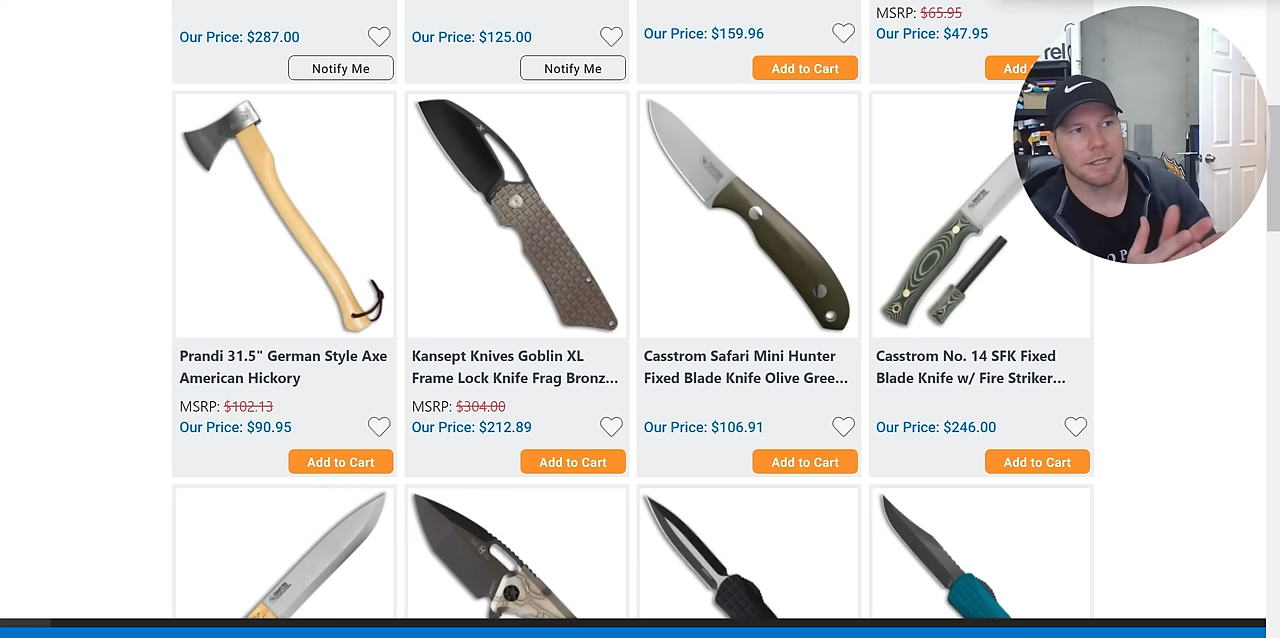 Our Price: $287.00
Notify Me
Our Price: $125.00
Notify Me
Our Price: $159.96
Add to Cart
MSRP: $65.95
Our Price: $47.95
Add
rel
Prandi 31.5" German Style Axe
American Hickory
MSRP: $102.13
Our Price: $90.95
Add to Cart
Kansept Knives Goblin XL
Frame Lock Knife Frag Bronz...
MSRP: $304.00
Our Price: $212.89
Add to Cart
Casstrom Safari Mini Hunter
Fixed Blade Knife Olive Gree...
Our Price: $106.91
Add to Cart
Casstrom No. 14 SFK Fixed
Blade Knife w/ Fire Striker...
Our Price: $246.00
Add to Cart